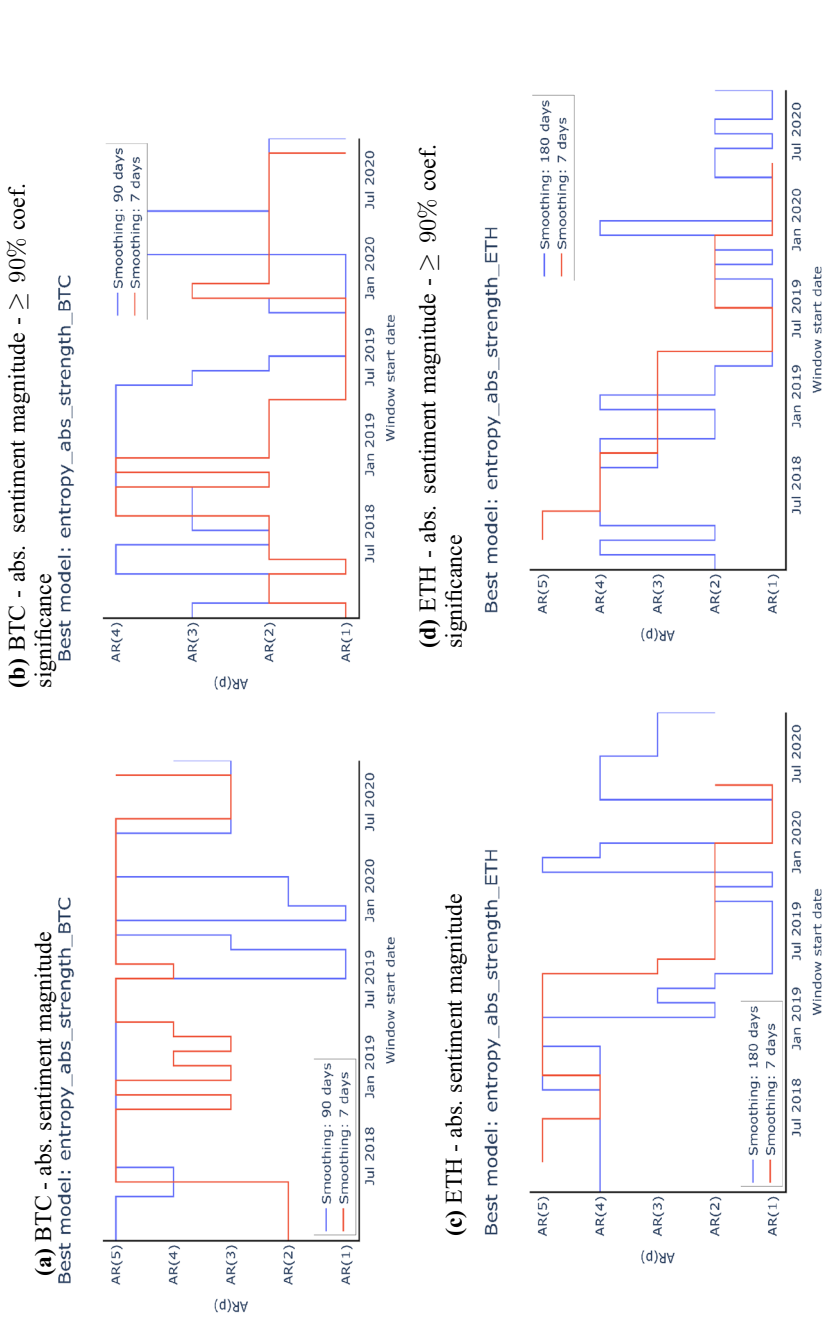 (a) BTC - abs. sentiment magnitude
Best model: entropy_abs_strength_BTC
AR(5)
AR(4)
AR(3)
AR(2)
AR(1)
AR(p)
Smoothing: 90 days
Smoothing: 7 days
Jul 2018
Jan 2019
Jul 2019
Jan 2020
Jul 2020
Window start date
(b) BTC - abs. sentiment magnitude - ≥ 90% coef.
significance
Best model: entropy_abs_strength_BTC
AR(4)
AR(3)
AR(2)
AR(1)
AR(p)
Smoothing: 90 days
Smoothing: 7 days
Jul 2018
Jan 2019
Jul 2019
Jan 2020
Jul 2020
Window start date
(c) ETH - abs. sentiment magnitude
Best model: entropy_abs_strength_ETH
AR(5)
AR(4)
AR(3)
AR(2)
AR(1)
AR(p)
Smoothing: 180 days
Smoothing: 7 days
Jul 2018
Jan 2019
Jul 2019
Jan 2020
Jul 2020
Window start date
(d) ETH - abs. sentiment magnitude - ≥ 90% coef.
significance
Best model: entropy_abs_strength_ETH
AR(5)
AR(4)
AR(3)
AR(2)
AR(1)
AR(p)
Smoothing: 180 days
Smoothing: 7 days
Jul 2018
Jan 2019
Jul 2019
Jan 2020
Jul 2020
Window start date